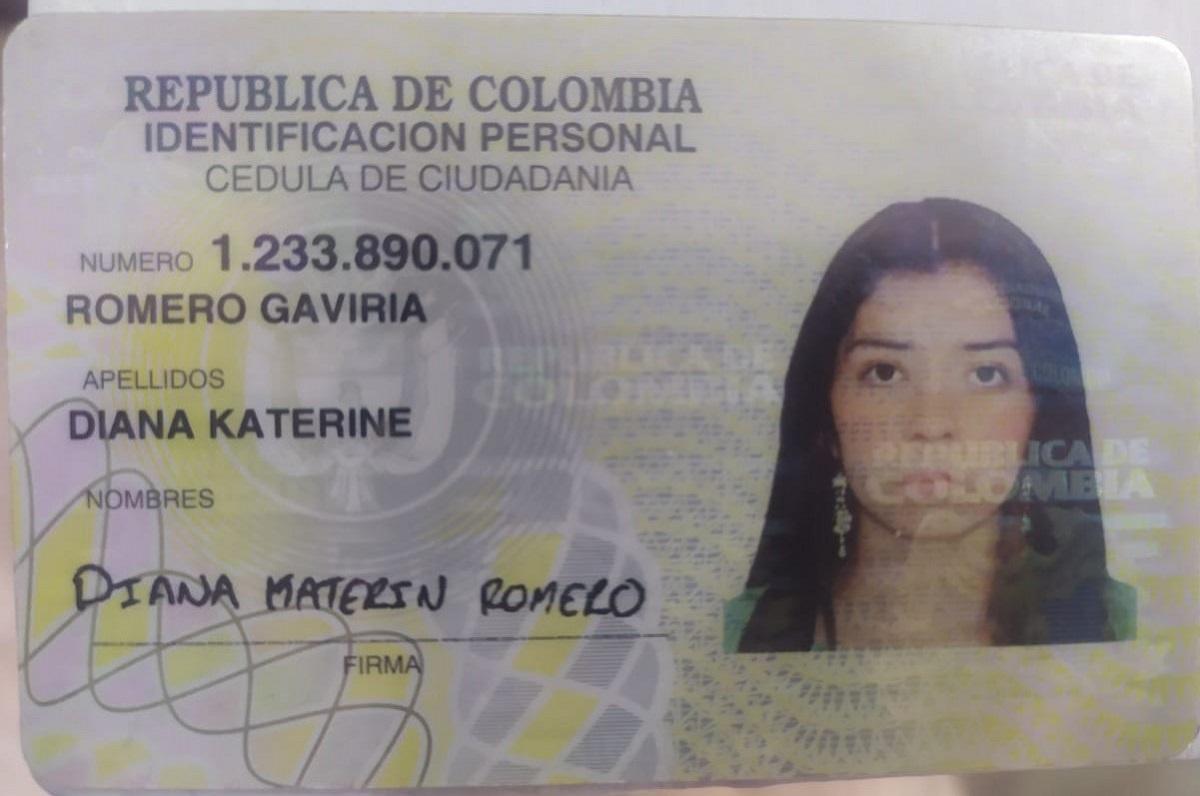 REPUBLICA DE COLOMBIA
IDENTIFICACION PERSONAL
CEDULA DE CIUDADANIA
NUMERO 1.233.890.071
ROMERO GAVIRIA
APELLIDOS
DIANA KATERINE
NOMBRES
DIANA KATERIN ROMERO
FIRMA
REPUBLICA DE
COLOMBIA
REPUBLICA DE
COLOMBIA